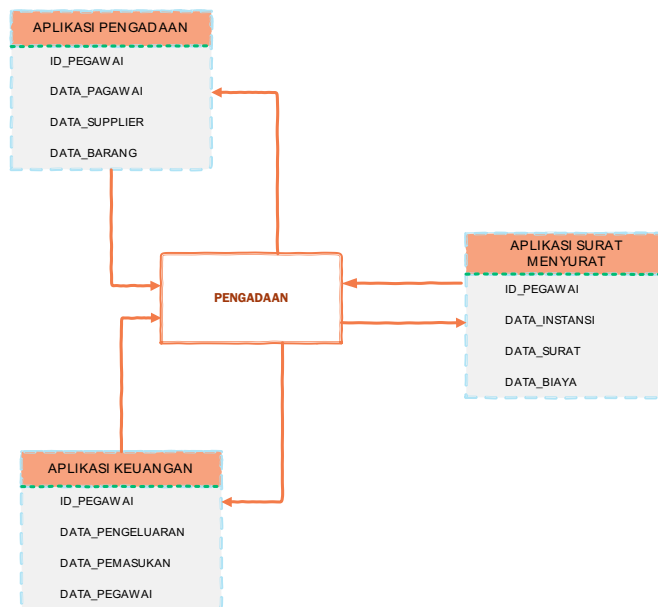 APLIKASI PENGADAAN
ID_PEGAWAI
DATA_PAGAWAI
DATA_SUPPLIER
DATA_BARANG
PENGADAAN
APLIKASI SURAT
MENYURAT
ID_PEGAWAI
DATA_INSTANSI
DATA_SURAT
DATA_BIAYA
APLIKASI KEUANGAN
ID_PEGAWAI
DATA_PENGELUARAN
DATA_PEMASUKAN
DATA_PEGAWAI